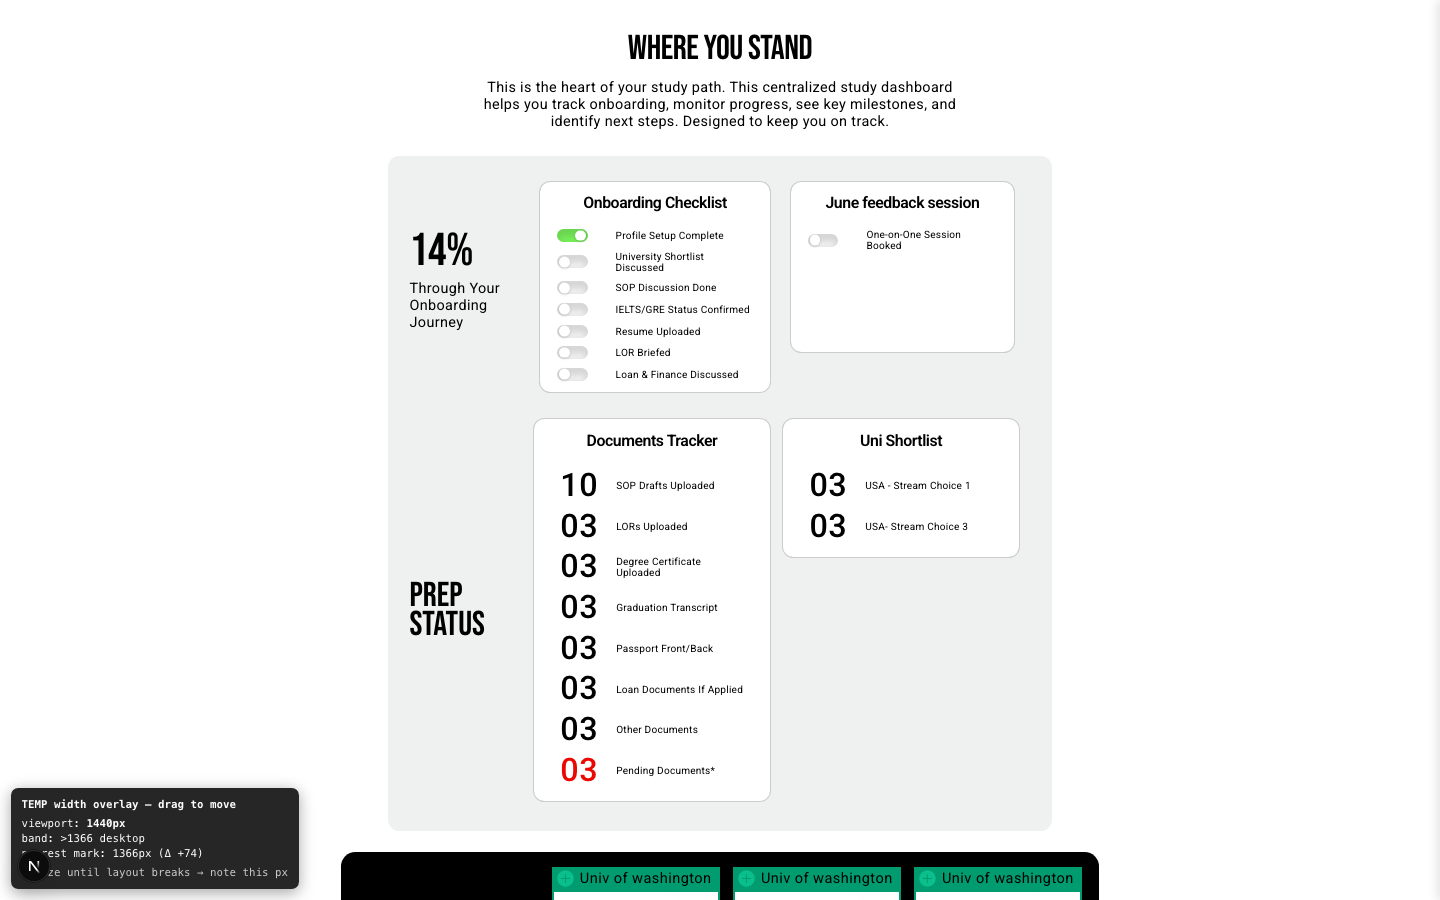 WHERE YOU STAND
This is the heart of your study path. This centralized study dashboard
helps you track onboarding, monitor progress, see key milestones, and
identify next steps. Designed to keep you on track.
14%
Through Your
Onboarding
Journey
Onboarding Checklist
Profile Setup Complete
University Shortlist
Discussed
SOP Discussion Done
IELTS/GRE Status Confirmed
Resume Uploaded
LOR Briefed
Loan & Finance Discussed
June feedback session
One-on-One Session
Booked
PREP
STATUS
Documents Tracker
10 SOP Drafts Uploaded
03 LORs Uploaded
03 Degree Certificate
Uploaded
03 Graduation Transcript
03 Passport Front/Back
03 Loan Documents If Applied
03 Other Documents
03 Pending Documents*
Uni Shortlist
03 USA - Stream Choice 1
03 USA- Stream Choice 3
TEMP width overlay — drag to move
viewport: 1440px
band: >1366 desktop
mark: 1366px (Δ +74)
until layout breaks → note this px
N
Univ of washington
Univ of washington
Univ of washington